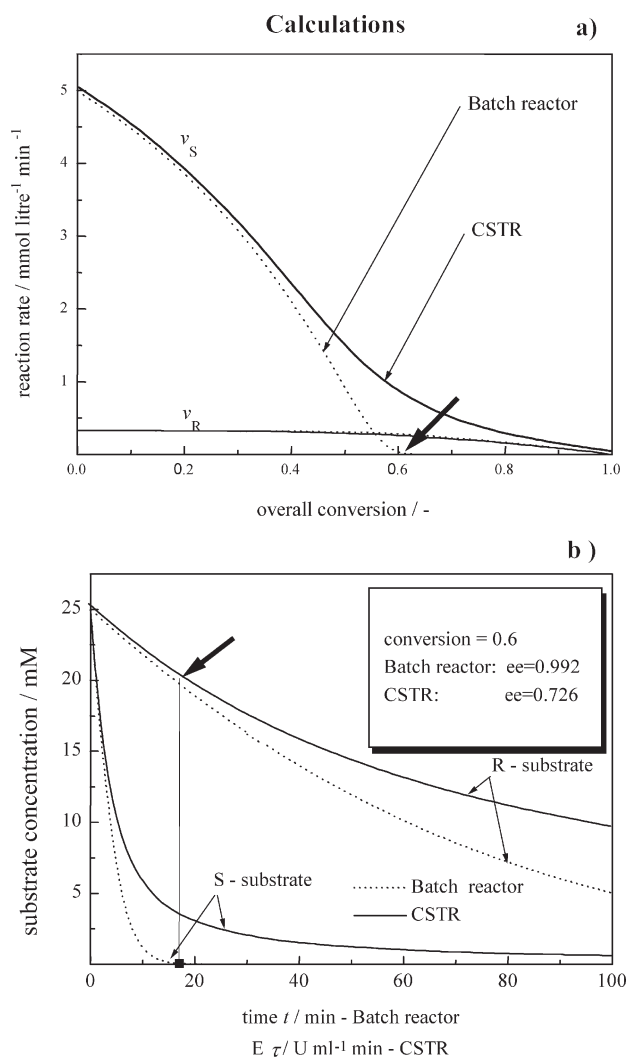 Calculations
a)
5
4
3
2
1
0.0 0.2 0.4 0.6 0.8 1.0
reaction rate / mmol litre-1 min -1
overall conversion / -
vS
vR
Batch reactor
CSTR
b )
25
20
15
10
5
0 20 40 60 80 100
substrate concentration / mM
conversion = 0.6
Batch reactor: ee=0.992
CSTR: ee=0.726
R - substrate
S - substrate
Batch reactor
CSTR
time t / min - Batch reactor
E τ / U ml-1 min - CSTR